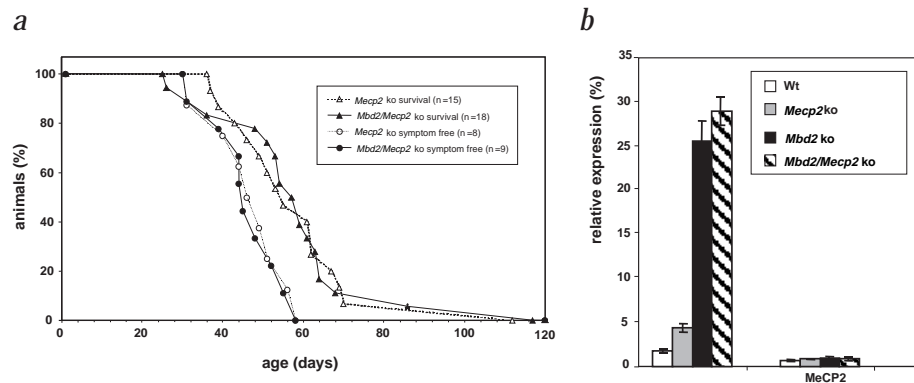 a
b
100
80
60
40
20
0
0
20
40
60
80
100
120
animals (%)
age (days)
Mecp2 ko survival (n=15)
Mbd2/Mecp2 ko survival (n=18)
Mecp2 ko symptom free (n=8)
Mbd2/Mecp2 ko symptom free (n=9)
35
30
25
20
15
10
5
0
relative expression (%)
Wt
Mecp2 ko
Mbd2 ko
Mbd2/Mecp2 ko
MeCP2